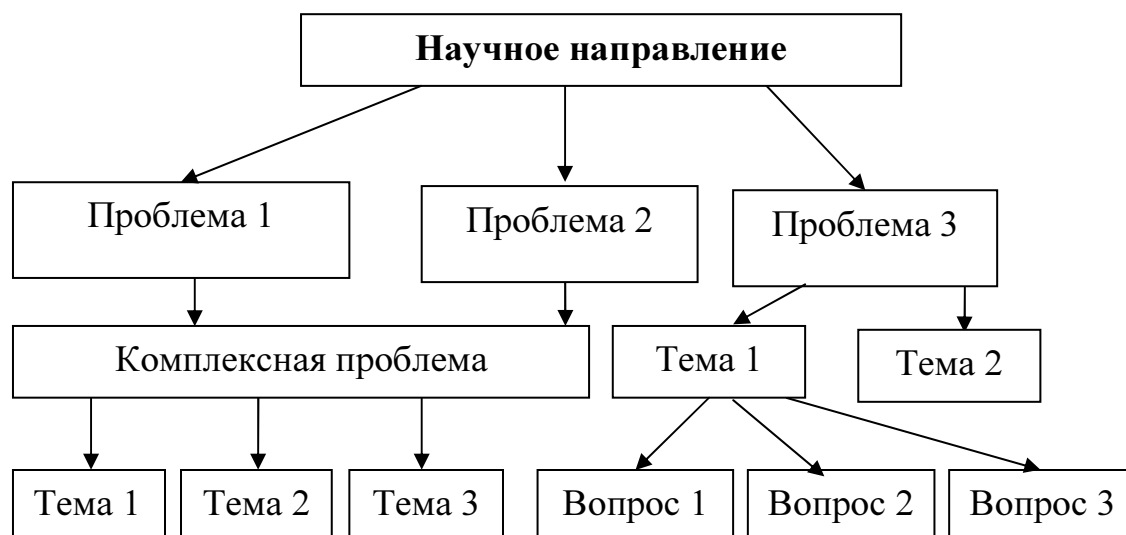 Научное направление
Проблема 1
Проблема 2
Проблема 3
Комплексная проблема
Тема 1
Тема 2
Тема 1
Тема 2
Тема 3
Вопрос 1
Вопрос 2
Вопрос 3